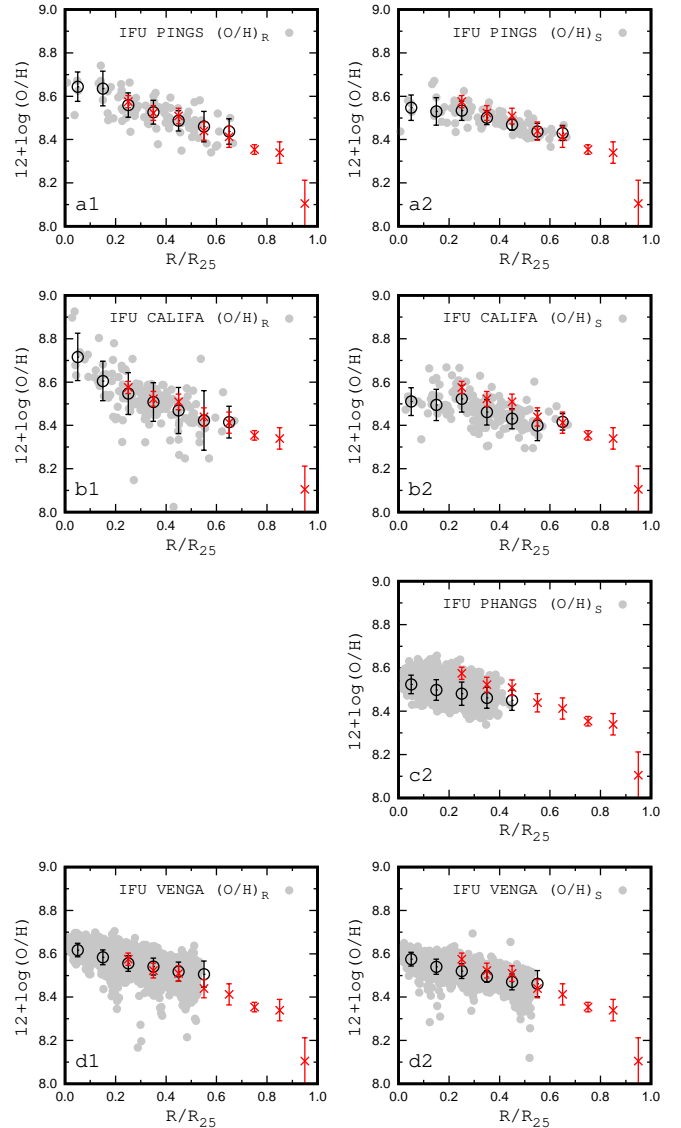 IFU PINGS (O/H)R
12+log(O/H)
9.0
8.8
8.6
8.4
8.2
8.0
a1
0.0 0.2 0.4 0.6 0.8 1.0
R/R25
IFU PINGS (O/H)S
12+log(O/H)
9.0
8.8
8.6
8.4
8.2
8.0
a2
0.0 0.2 0.4 0.6 0.8 1.0
R/R25
IFU CALIFA (O/H)R
12+log(O/H)
9.0
8.8
8.6
8.4
8.2
8.0
b1
0.0 0.2 0.4 0.6 0.8 1.0
R/R25
IFU CALIFA (O/H)S
12+log(O/H)
9.0
8.8
8.6
8.4
8.2
8.0
b2
0.0 0.2 0.4 0.6 0.8 1.0
R/R25
IFU PHANGS (O/H)S
12+log(O/H)
9.0
8.8
8.6
8.4
8.2
8.0
c2
0.0 0.2 0.4 0.6 0.8 1.0
R/R25
IFU VENGA (O/H)R
12+log(O/H)
9.0
8.8
8.6
8.4
8.2
8.0
d1
0.0 0.2 0.4 0.6 0.8 1.0
R/R25
IFU VENGA (O/H)S
12+log(O/H)
9.0
8.8
8.6
8.4
8.2
8.0
d2
0.0 0.2 0.4 0.6 0.8 1.0
R/R25